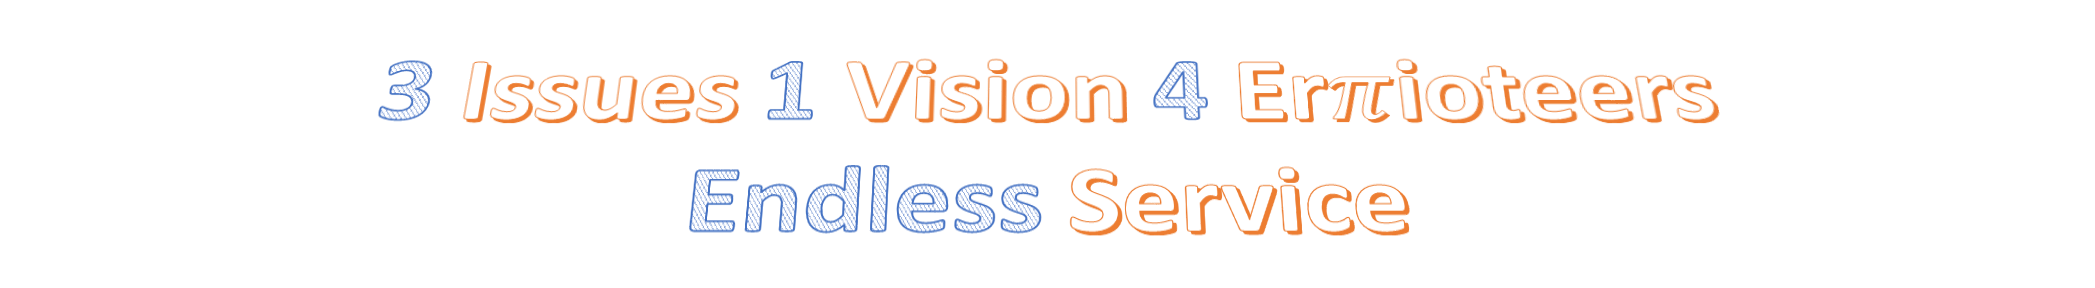 3 Issues 1 Vision 4 Erπioteers
Endless Service